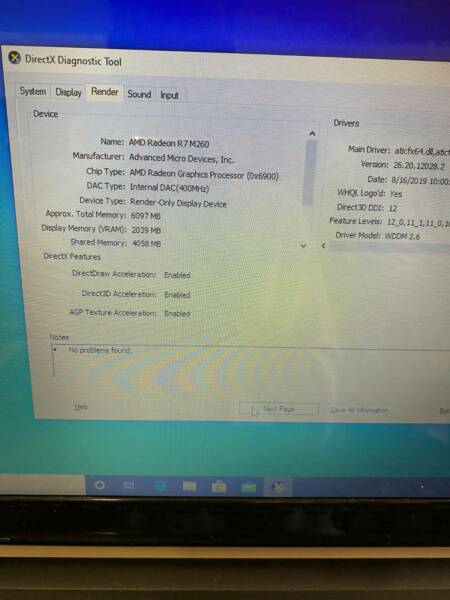 DirectX Diagnostic Tool
System Display Render Sound Input
Device
Name: AMD Radeon R7 M260
Manufacturer: Advanced Micro Devices, Inc.
Chip Type: AMD Radeon Graphics Processor (0x6900)
DAC Type: Internal DAC(400MHz)
Device Type: Render-Only Display Device
Approx. Total Memory: 6097 MB
Display Memory (VRAM): 2039 MB
Shared Memory: 4058 MB
Drivers
Main Driver: aticfx64.dll,aticf
Version: 26.20.12028.2
Date: 8/16/2019 10:00:
WHQL Logo'd: Yes
Direct3D DDI: 12
Feature Levels: 12_0,11_1,11_0,10
Driver Model: WDDM 2.6
DirectX Features
DirectDraw Acceleration: Enabled
Direct3D Acceleration: Enabled
AGP Texture Acceleration: Enabled
Notes
• No problems found.
Help
Next Page
Save All Information